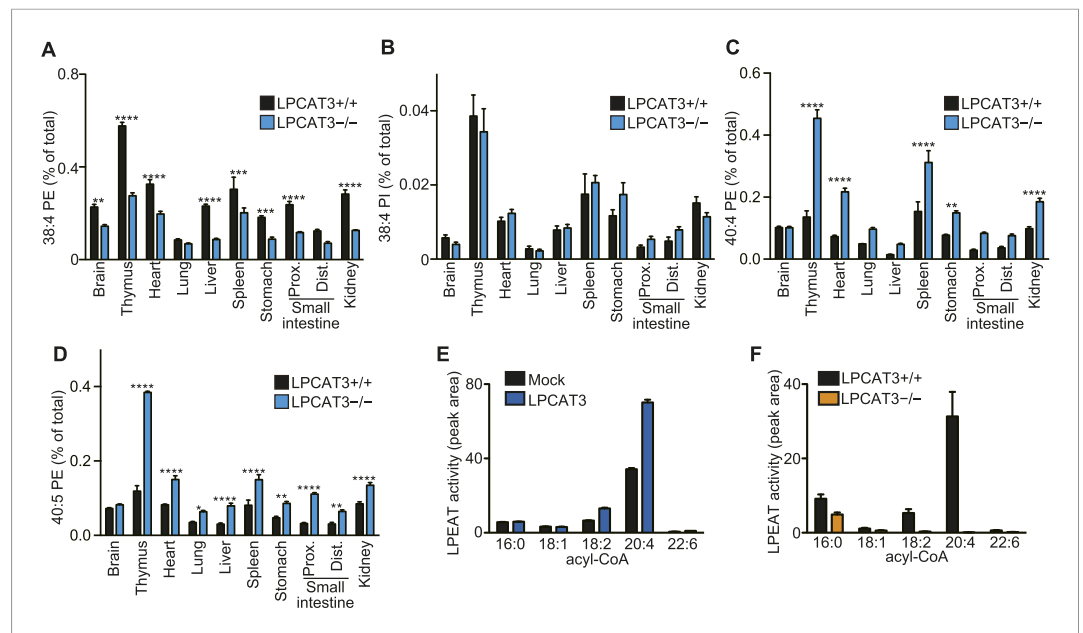 A
38:4 PE (% of total)
0.8
0.4
0
LPCAT3+/+
LPCAT3−/−
**
****
****
****
***
***
****
****
Brain
Thymus
Heart
Lung
Liver
Spleen
Stomach
Prox.
Dist.
Kidney
Small
intestine
B
38:4 PI (% of total)
0.04
0.02
0
LPCAT3+/+
LPCAT3−/−
Brain
Thymus
Heart
Lung
Liver
Spleen
Stomach
Prox.
Dist.
Kidney
Small
intestine
C
40:4 PE (% of total)
0.6
0.4
0.2
0
LPCAT3+/+
LPCAT3−/−
****
****
****
**
****
Brain
Thymus
Heart
Lung
Liver
Spleen
Stomach
Prox.
Dist.
Kidney
Small
intestine
D
40:5 PE (% of total)
0.4
0.2
0.0
LPCAT3+/+
LPCAT3−/−
****
****
*
****
****
**
****
**
****
Brain
Thymus
Heart
Lung
Liver
Spleen
Stomach
Prox.
Dist.
Kidney
Small
intestine
E
LPEAT activity (peak area)
80
40
0
Mock
LPCAT3
16:0 18:1 18:2 20:4 22:6
acyl-CoA
F
LPEAT activity (peak area)
40
20
0
LPCAT3+/+
LPCAT3−/−
16:0 18:1 18:2 20:4 22:6
acyl-CoA